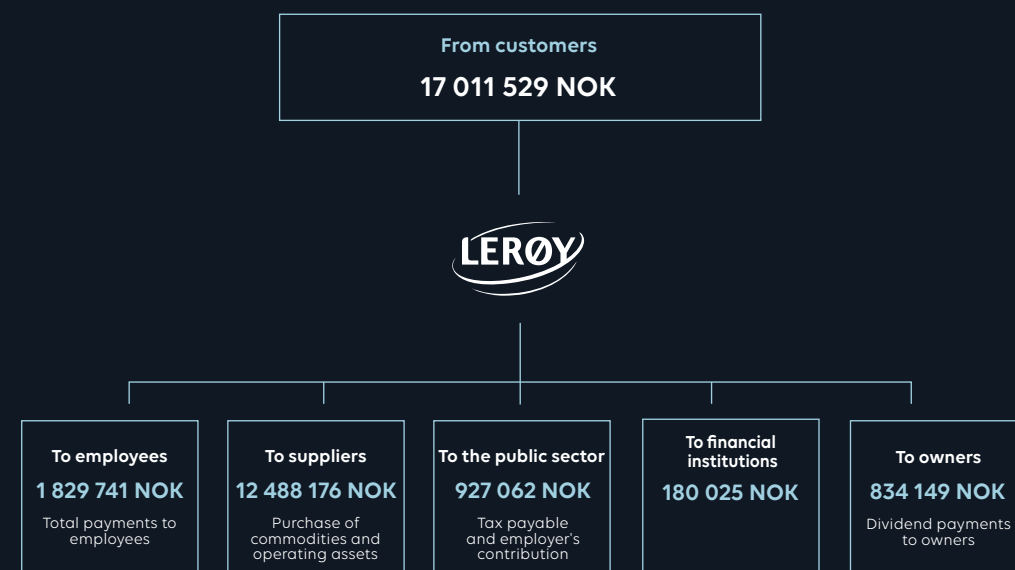 From customers
17 011 529 NOK
LERØY
To employees
1 829 741 NOK
Total payments to
employees
To suppliers
12 488 176 NOK
Purchase of
commodities and
operating assets
To the public sector
927 062 NOK
Tax payable
and employer's
contribution
To financial
institutions
180 025 NOK
To owners
834 149 NOK
Dividend payments
to owners